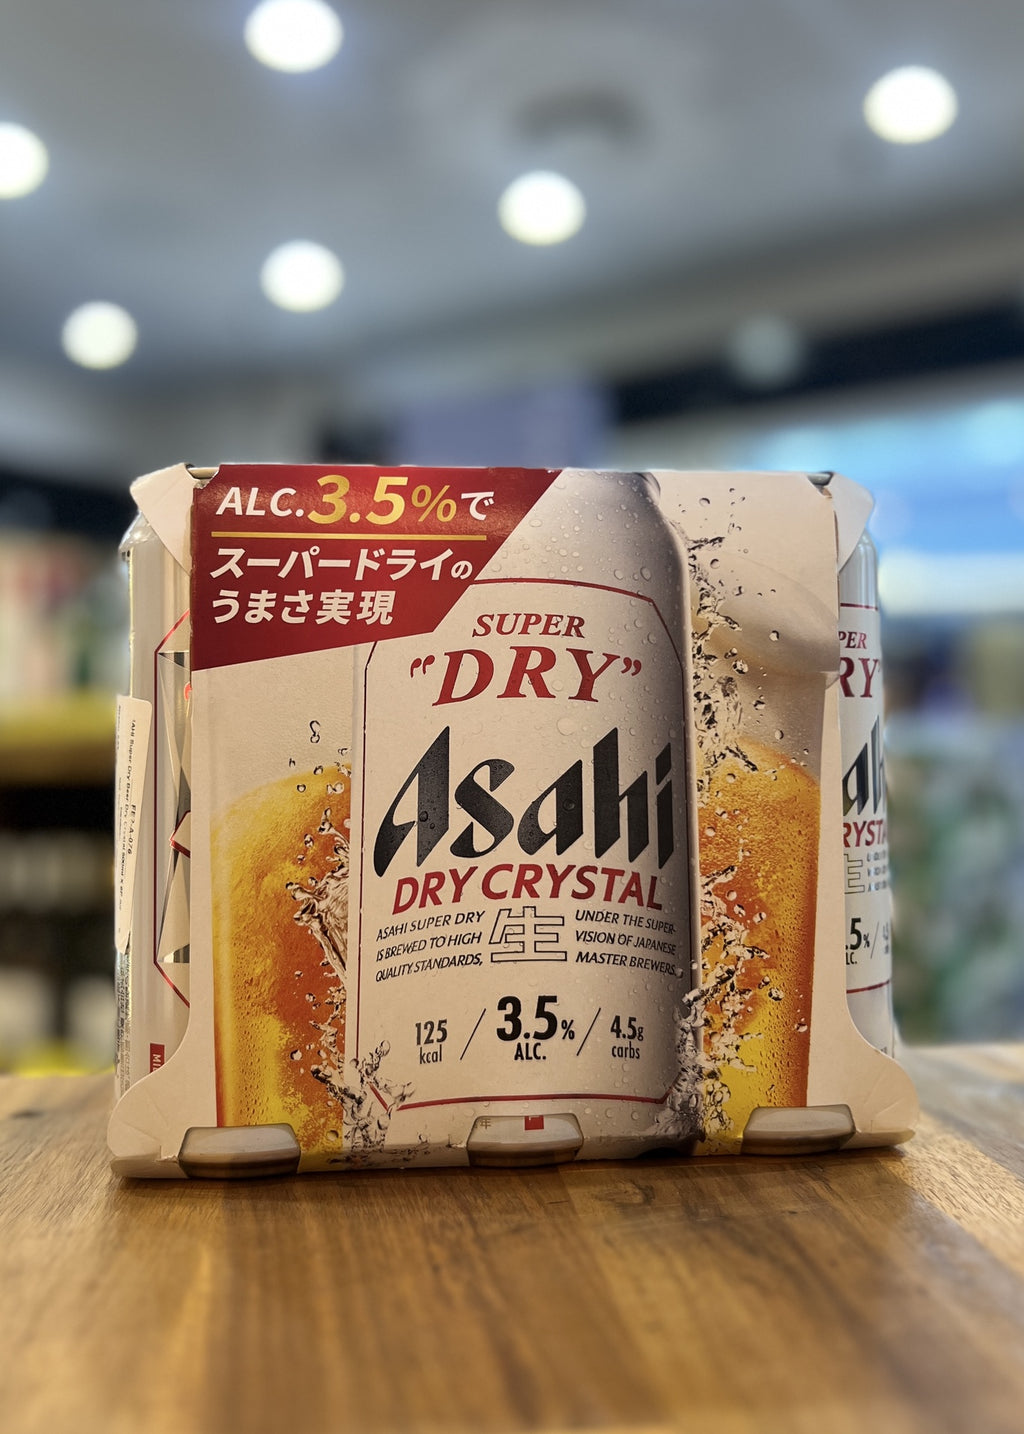 ALC.3.5%で
スーパードライの
うまさ実現
SUPER
"DRY"
Asahi
DRY CRYSTAL
ASAHI SUPER DRY
IS BREWED TO HIGH
QUALITY STANDARDS,
生
UNDER THE SUPER-
VISION OF JAPANESE
MASTER BREWERS.
125
kcal
3.5%
ALC.
4.5g
carbs